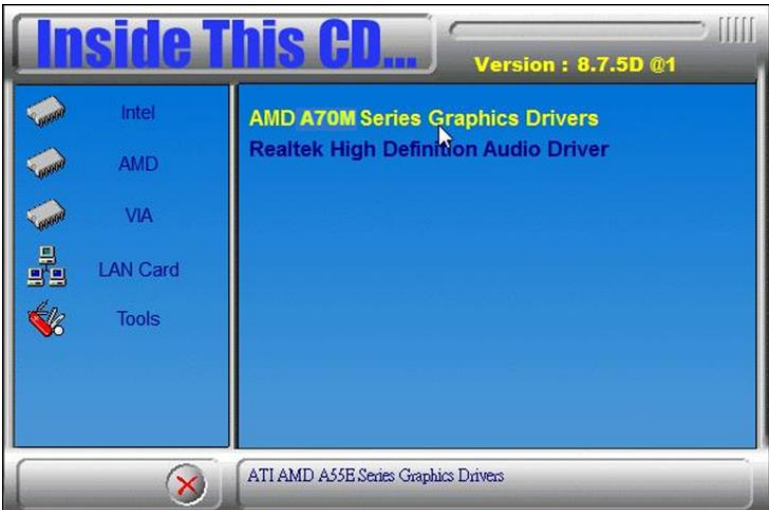 Inside This CD...
Version : 8.7.5D @1
Intel
AMD
VIA
LAN Card
Tools
AMD A70M Series Graphics Drivers
Realtek High Definition Audio Driver
ATI AMD A55E Series Graphics Drivers